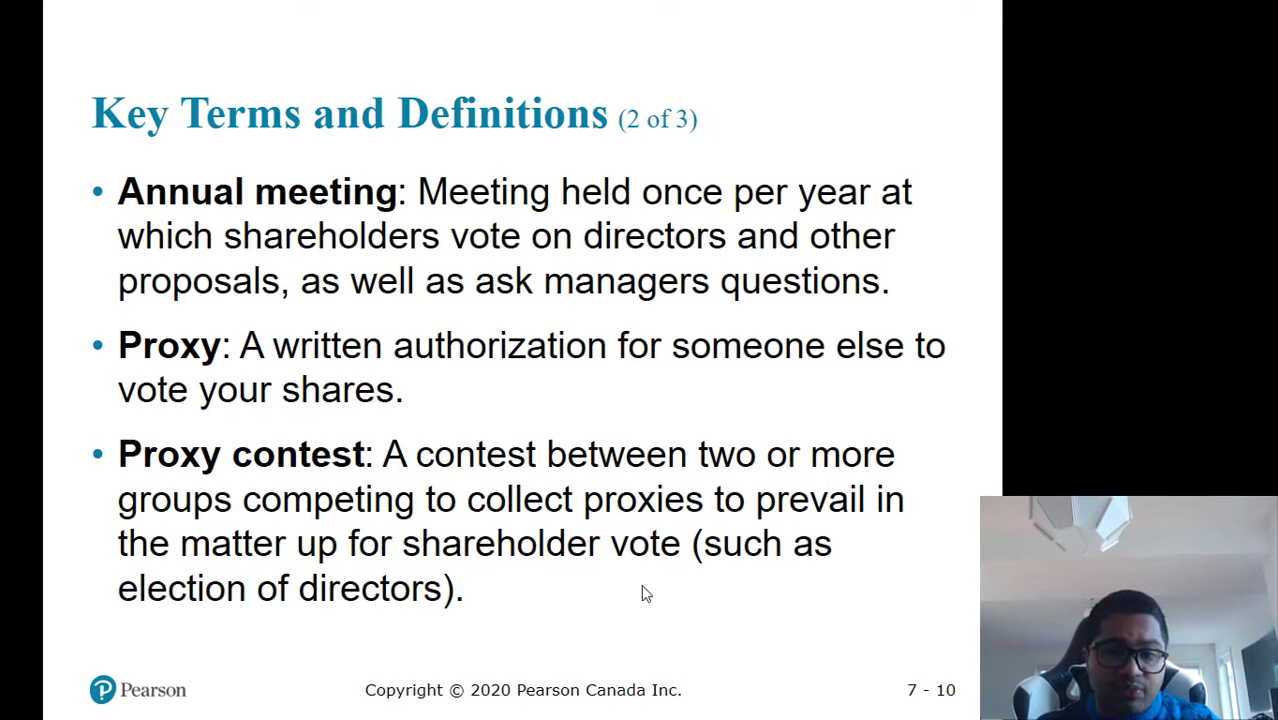 Key Terms and Definitions (2 of 3)
• Annual meeting: Meeting held once per year at
which shareholders vote on directors and other
proposals, as well as ask managers questions.
• Proxy: A written authorization for someone else to
vote your shares.
• Proxy contest: A contest between two or more
groups competing to collect proxies to prevail in
the matter up for shareholder vote (such as
election of directors).
Pearson
Copyright © 2020 Pearson Canada Inc.
7 - 10